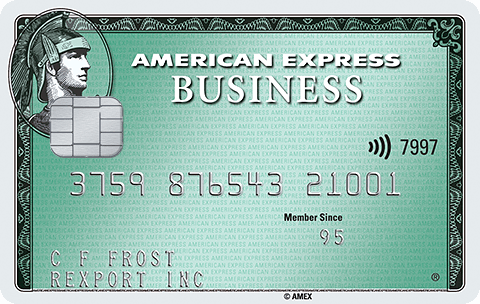 AMERICAN EXPRESS
BUSINESS
7997
3759 876543 21001
Member Since
95
C F FROST
REXPORT INC
®
© AMEX